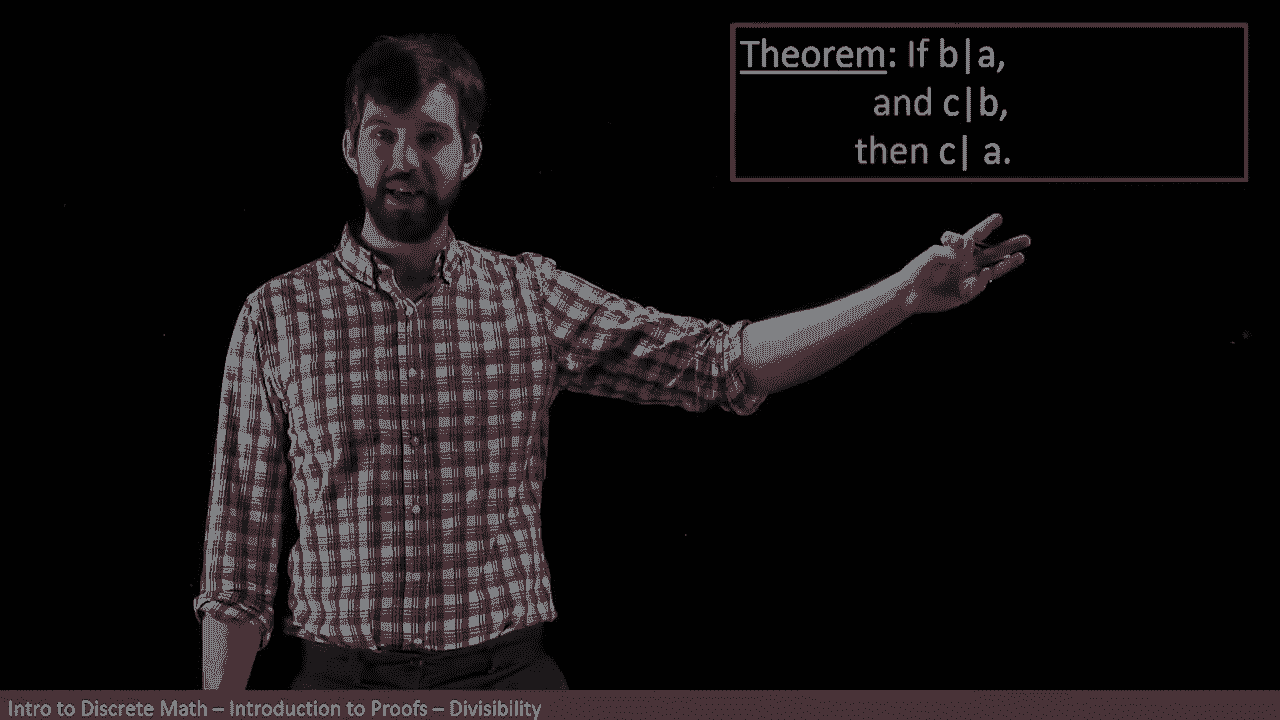 Theorem: If b|a,
and c|b,
then c| a.
Intro to Discrete Math – Introduction to Proofs – Divisibility